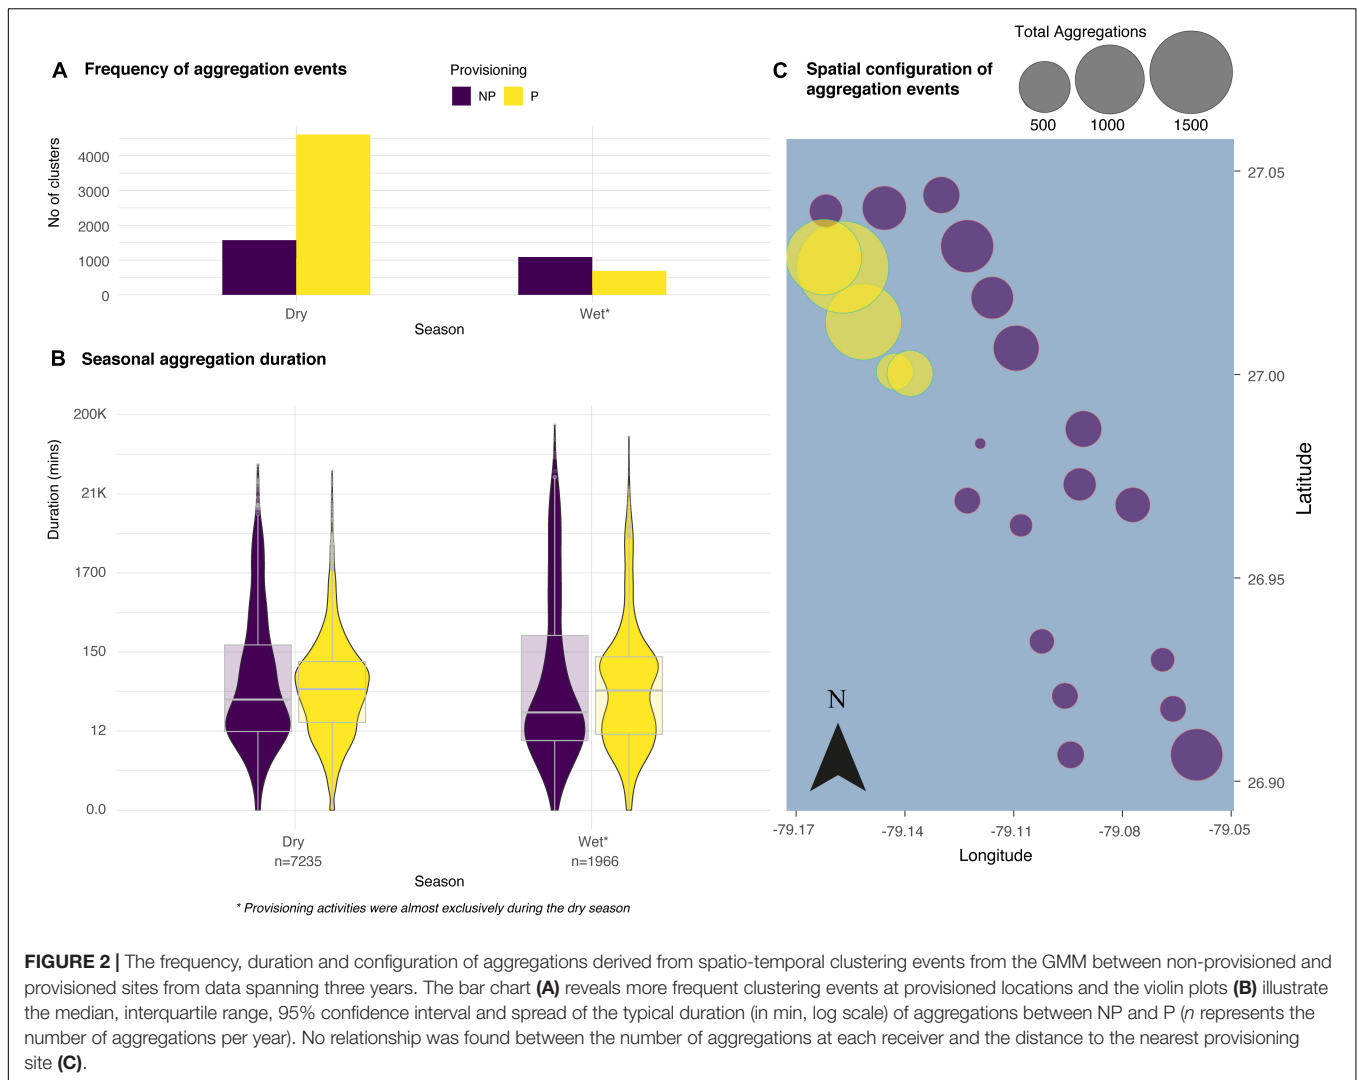 A Frequency of aggregation events
Provisioning
NP P
No of clusters
4000
3000
2000
1000
0
Dry Wet*
Season
B Seasonal aggregation duration
Duration (mins)
200K
21K
1700
150
12
0.0
Dry Wet*
n=7235 n=1966
Season
* Provisioning activities were almost exclusively during the dry season
C Spatial configuration of
aggregation events
Total Aggregations
500 1000 1500
27.05
27.00
26.95
26.90
Latitude
N
-79.17 -79.14 -79.11 -79.08 -79.05
Longitude
FIGURE 2 | The frequency, duration and configuration of aggregations derived from spatio-temporal clustering events from the GMM between non-provisioned and
provisioned sites from data spanning three years. The bar chart (A) reveals more frequent clustering events at provisioned locations and the violin plots (B) illustrate
the median, interquartile range, 95% confidence interval and spread of the typical duration (in min, log scale) of aggregations between NP and P (n represents the
number of aggregations per year). No relationship was found between the number of aggregations at each receiver and the distance to the nearest provisioning
site (C).